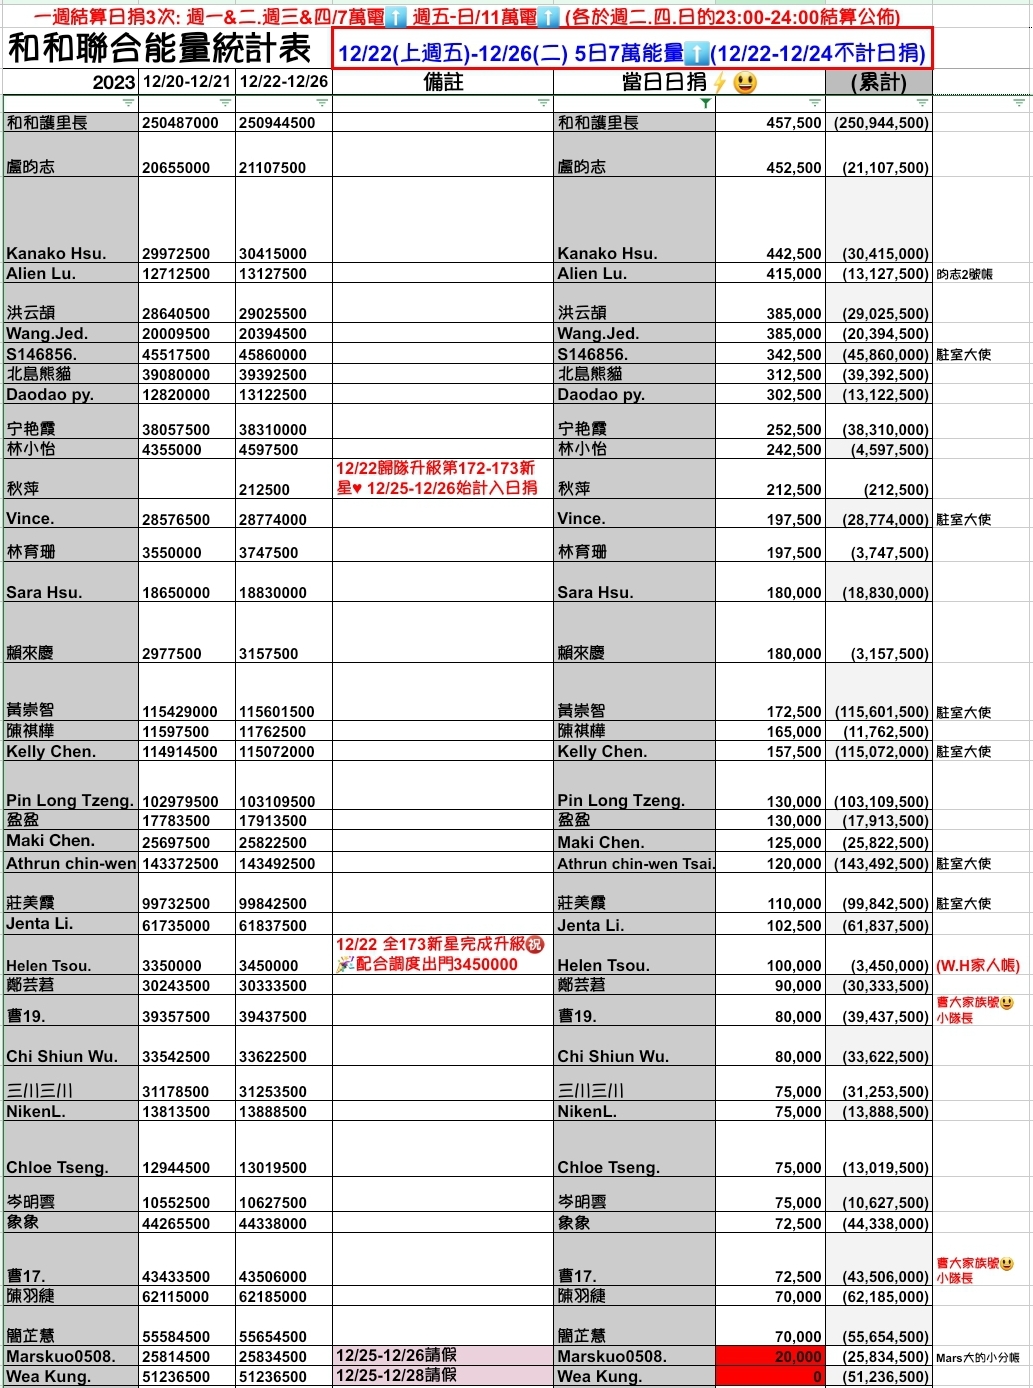 一週結算日捐3次: 週一&二.週三&四/7萬電⬆️ 週五-日/11萬電⬆️ (各於週二.四.日的23:00-24:00結算公佈)
和和聯合能量統計表 12/22(上週五)-12/26(二) 5日7萬能量⬆️(12/22-12/24不計日捐)
2023 12/20-12/21 12/22-12/26 備註 當日日捐⚡😃 (累計)
和和護里長 250487000 250944500 和和護里長 457,500 (250,944,500)
盧昀志 20655000 21107500 盧昀志 452,500 (21,107,500)
Kanako Hsu. 29972500 30415000 Kanako Hsu. 442,500 (30,415,000)
Alien Lu. 12712500 13127500 Alien Lu. 415,000 (13,127,500) 昀志2號帳
洪云頡 28640500 29025500 洪云頡 385,000 (29,025,500)
Wang.Jed. 20009500 20394500 Wang.Jed. 385,000 (20,394,500)
S146856. 45517500 45860000 S146856. 342,500 (45,860,000) 駐室大使
北島熊貓 39080000 39392500 北島熊貓 312,500 (39,392,500)
Daodao py. 12820000 13122500 Daodao py. 302,500 (13,122,500)
宁艳霞 38057500 38310000 宁艳霞 252,500 (38,310,000)
林小怡 4355000 4597500 林小怡 242,500 (4,597,500)
12/22歸隊升級第172-173新
秋萍 212500 星♥ 12/25-12/26始計入日捐 秋萍 212,500 (212,500)
Vince. 28576500 28774000 Vince. 197,500 (28,774,000) 駐室大使
林育珊 3550000 3747500 林育珊 197,500 (3,747,500)
Sara Hsu. 18650000 18830000 Sara Hsu. 180,000 (18,830,000)
賴來慶 2977500 3157500 賴來慶 180,000 (3,157,500)
黃崇智 115429000 115601500 黃崇智 172,500 (115,601,500) 駐室大使
陳祺樺 11597500 11762500 陳祺樺 165,000 (11,762,500)
Kelly Chen. 114914500 115072000 Kelly Chen. 157,500 (115,072,000) 駐室大使
Pin Long Tzeng. 102979500 103109500 Pin Long Tzeng. 130,000 (103,109,500)
盈盈 17783500 17913500 盈盈 130,000 (17,913,500)
Maki Chen. 25697500 25822500 Maki Chen. 125,000 (25,822,500)
Athrun chin-wen 143372500 143492500 Athrun chin-wen Tsai. 120,000 (143,492,500) 駐室大使
莊美霞 99732500 99842500 莊美霞 110,000 (99,842,500) 駐室大使
Jenta Li. 61735000 61837500 Jenta Li. 102,500 (61,837,500)
12/22 全173新星完成升級㊗️
Helen Tsou. 3350000 3450000 🎉配合調度出門3450000 Helen Tsou. 100,000 (3,450,000) (W.H家人帳)
鄭芸莙 30243500 30333500 鄭芸莙 90,000 (30,333,500)
曹大家族號😃
曹19. 39357500 39437500 曹19. 80,000 (39,437,500) 小隊長
Chi Shiun Wu. 33542500 33622500 Chi Shiun Wu. 80,000 (33,622,500)
三川三川 31178500 31253500 三川三川 75,000 (31,253,500)
NikenL. 13813500 13888500 NikenL. 75,000 (13,888,500)
Chloe Tseng. 12944500 13019500 Chloe Tseng. 75,000 (13,019,500)
岑明雲 10552500 10627500 岑明雲 75,000 (10,627,500)
象象 44265500 44338000 象象 72,500 (44,338,000)
曹大家族號😃
曹17. 43433500 43506000 曹17. 72,500 (43,506,000) 小隊長
陳羽緁 62115000 62185000 陳羽緁 70,000 (62,185,000)
簡芷慧 55584500 55654500 簡芷慧 70,000 (55,654,500)
Marskuo0508. 25814500 25834500 12/25-12/26請假 Marskuo0508. 20,000 (25,834,500) Mars大的小分帳
Wea Kung. 51236500 51236500 12/25-12/28請假 Wea Kung. 0 (51,236,500)